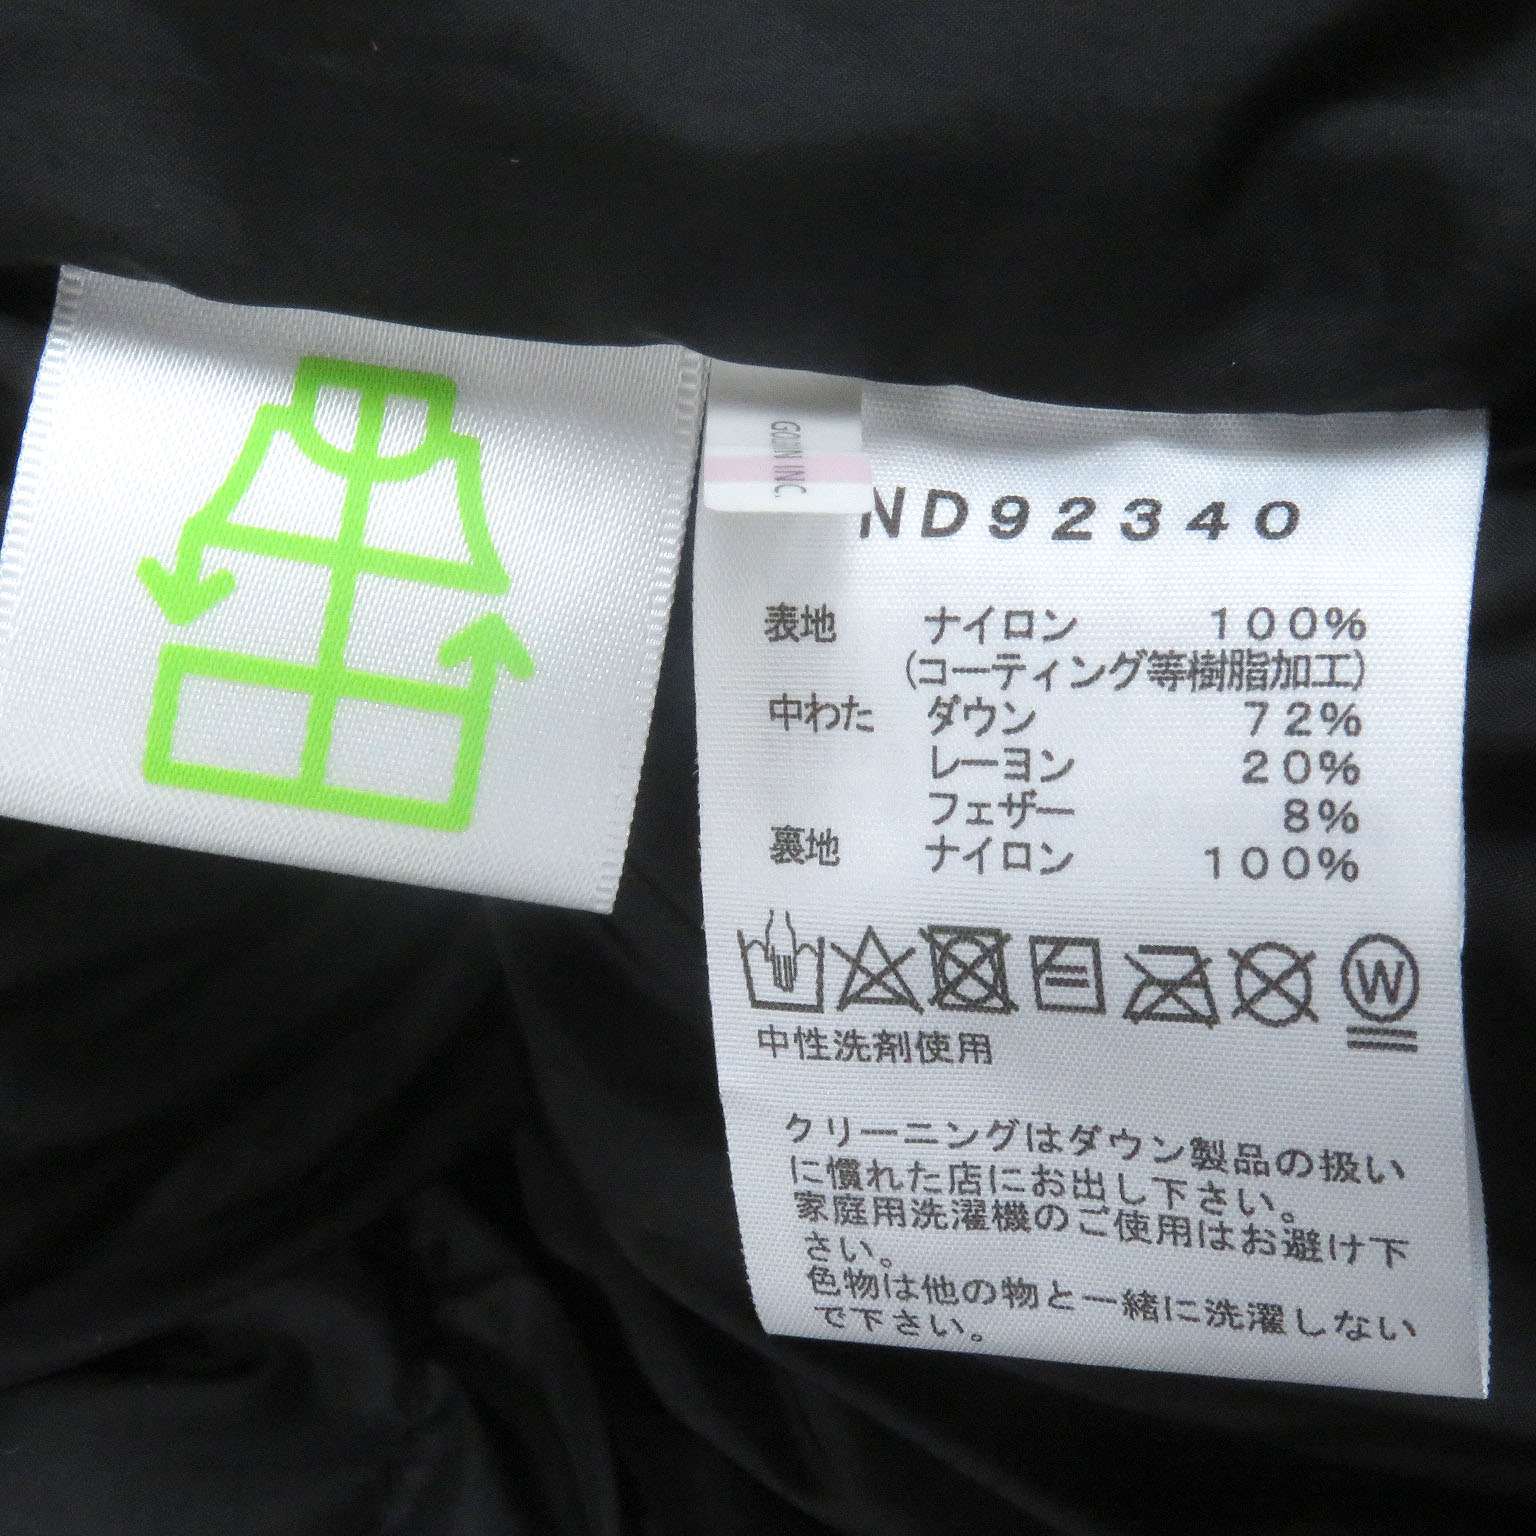 GOLDWIN INC.
ND92340
表地 ナイロン 100%
(コーティング等樹脂加工)
中わた ダウン 72%
レーヨン 20%
フェザー 8%
裏地 ナイロン 100%
W
中性洗剤使用
クリーニングはダウン製品の扱い
に慣れた店にお出し下さい。
家庭用洗濯機のご使用はお避け下
さい。
色物は他の物と一緒に洗濯しない
で下さい。